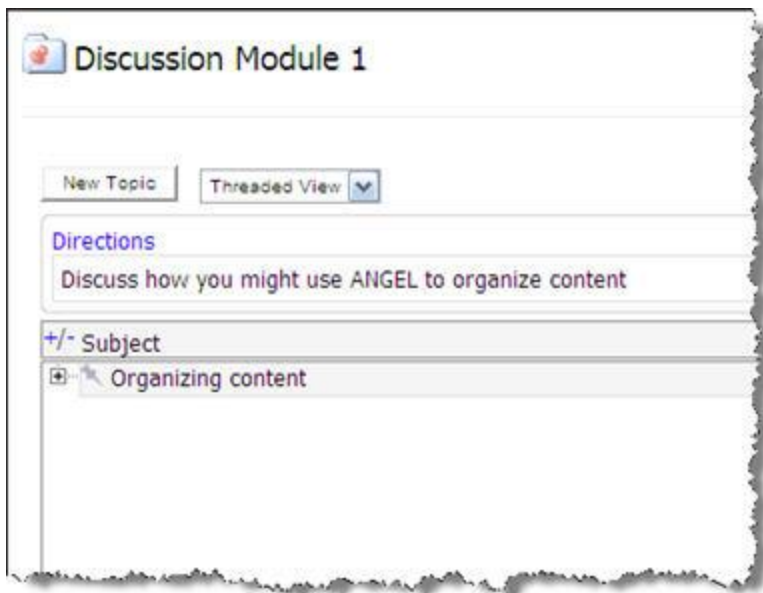 Discussion Module 1
New Topic Threaded View
Directions
Discuss how you might use ANGEL to organize content
+/- Subject
Organizing content